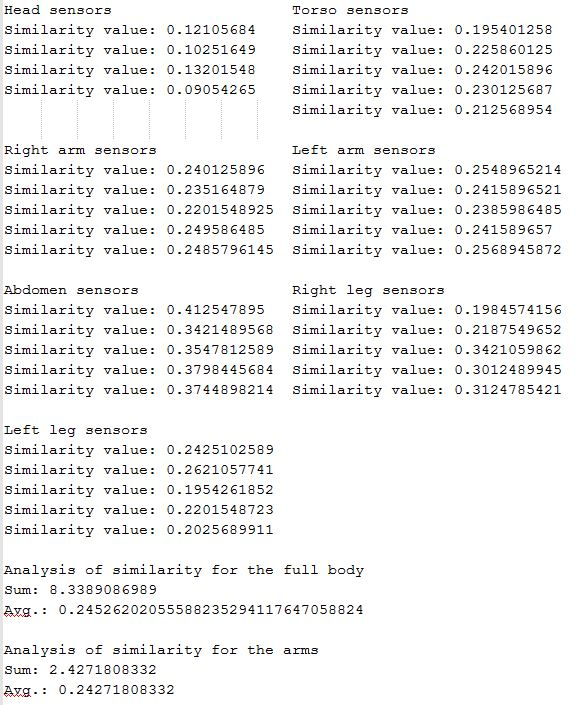 Head sensors
Similarity value: 0.12105684
Similarity value: 0.10251649
Similarity value: 0.13201548
Similarity value: 0.09054265
Torso sensors
Similarity value: 0.195401258
Similarity value: 0.225860125
Similarity value: 0.242015896
Similarity value: 0.230125687
Similarity value: 0.212568954
Right arm sensors
Similarity value: 0.240125896
Similarity value: 0.235164879
Similarity value: 0.2201548925
Similarity value: 0.249586485
Similarity value: 0.2485796145
Left arm sensors
Similarity value: 0.2548965214
Similarity value: 0.2415896521
Similarity value: 0.2385986485
Similarity value: 0.241589657
Similarity value: 0.2568945872
Abdomen sensors
Similarity value: 0.412547895
Similarity value: 0.3421489568
Similarity value: 0.3547812589
Similarity value: 0.3798445684
Similarity value: 0.3744898214
Right leg sensors
Similarity value: 0.1984574156
Similarity value: 0.2187549652
Similarity value: 0.3421059862
Similarity value: 0.3012489945
Similarity value: 0.3124785421
Left leg sensors
Similarity value: 0.2425102589
Similarity value: 0.2621057741
Similarity value: 0.1954261852
Similarity value: 0.2201548723
Similarity value: 0.2025689911
Analysis of similarity for the full body
Sum: 8.3389086989
Avg.: 0.24526202055588235294117647058824
Analysis of similarity for the arms
Sum: 2.4271808332
Avg.: 0.24271808332